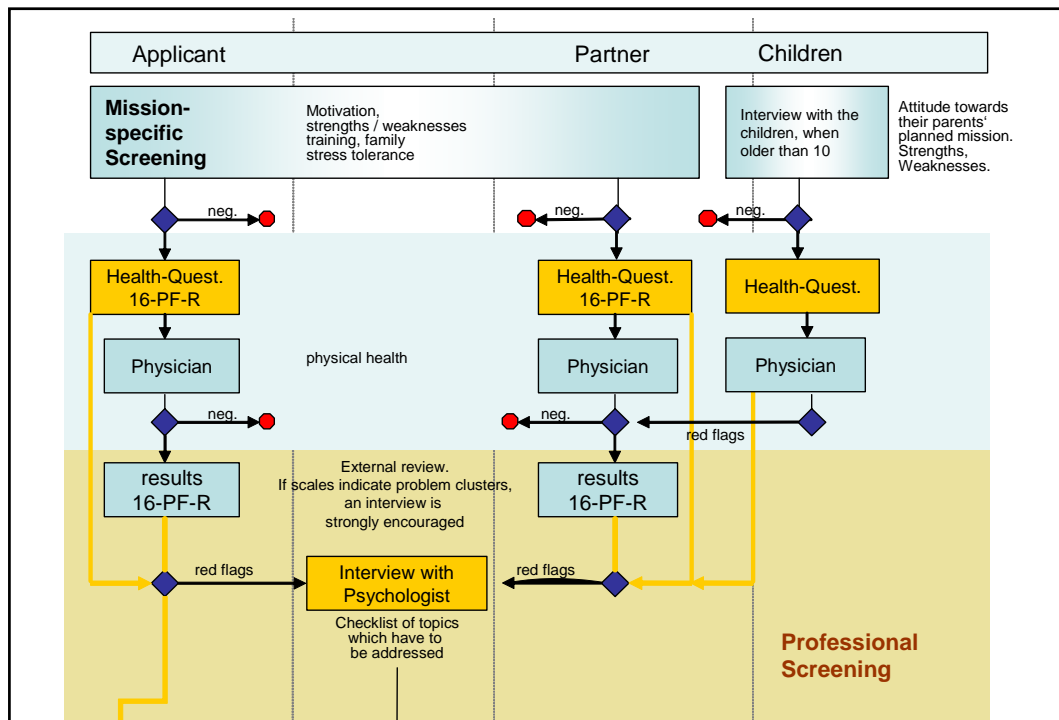 Applicant
Partner
Children
Mission-
specific
Screening
Motivation,
strengths / weaknesses
training, family
stress tolerance
Interview with the
children, when
older than 10
Attitude towards
their parents‘
planned mission.
Strengths,
Weaknesses.
neg.
neg.
neg.
Health-Quest.
16-PF-R
Health-Quest.
16-PF-R
Health-Quest.
Physician
physical health
Physician
Physician
neg.
neg.
red flags
results
16-PF-R
External review.
If scales indicate problem clusters,
an interview is
strongly encouraged
results
16-PF-R
red flags
Interview with
Psychologist
red flags
Checklist of topics
which have to
be addressed
Professional
Screening